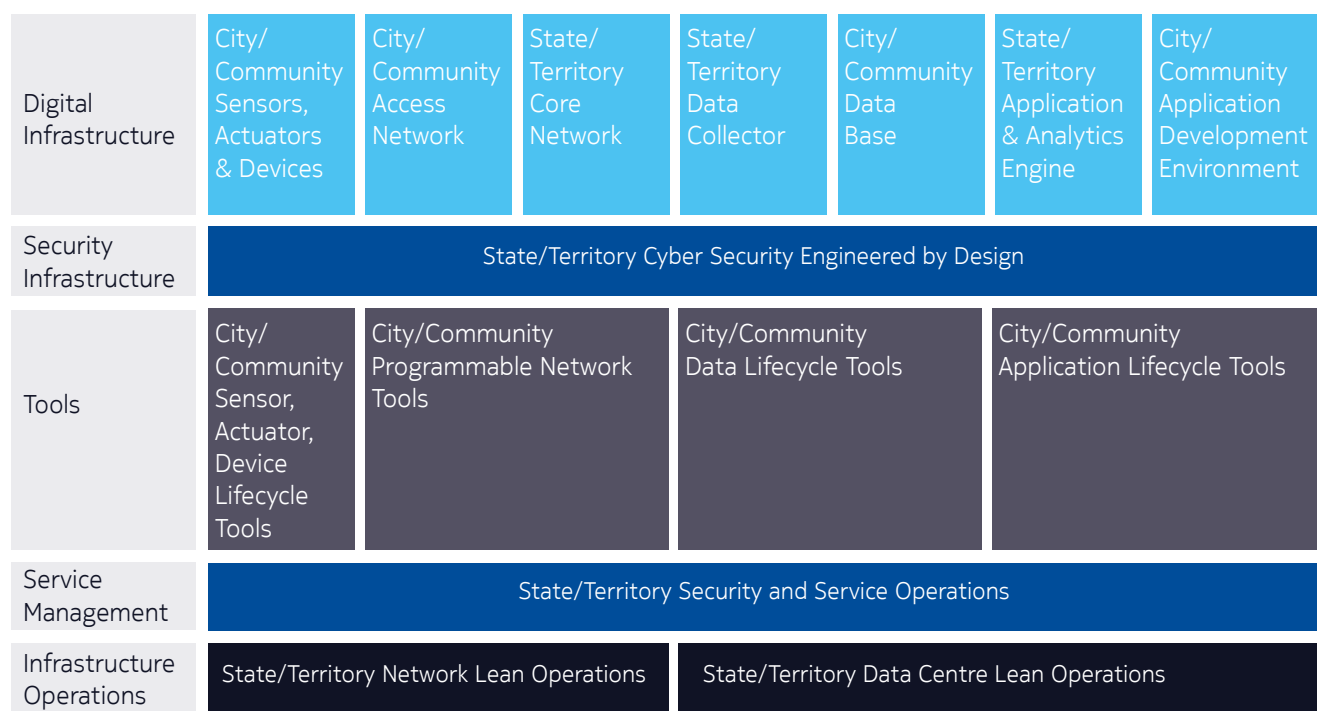 Digital
Infrastructure
City/
Community
Sensors,
Actuators
& Devices
City/
Community
Access
Network
State/
Territory
Core
Network
State/
Territory
Data
Collector
City/
Community
Data
Base
State/
Territory
Application
& Analytics
Engine
City/
Community
Application
Development
Environment
Security
Infrastructure
State/Territory Cyber Security Engineered by Design
Tools
City/
Community
Sensor,
Actuator,
Device
Lifecycle
Tools
City/Community
Programmable Network
Tools
City/Community
Data Lifecycle Tools
City/Community
Application Lifecycle Tools
Service
Management
State/Territory Security and Service Operations
Infrastructure
Operations
State/Territory Network Lean Operations
State/Territory Data Centre Lean Operations